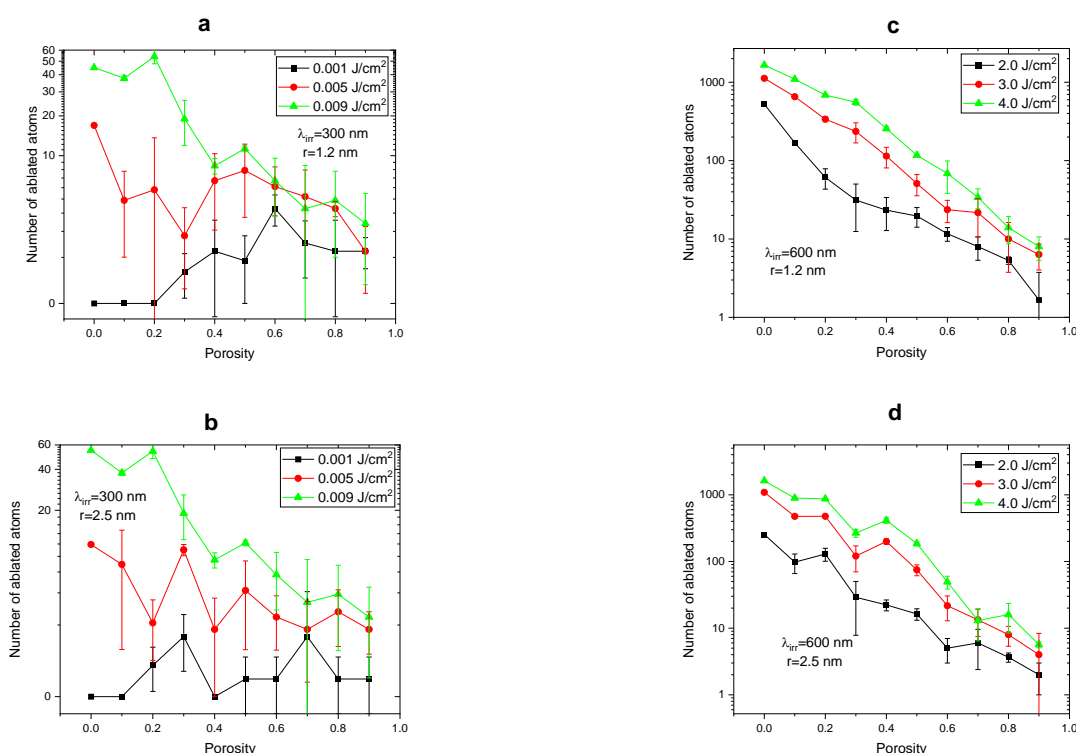 a
Number of ablated atoms
60
50
40
30
20
10
0
0.001 J/cm²
0.005 J/cm²
0.009 J/cm²
λirr=300 nm
r=1.2 nm
0.0 0.2 0.4 0.6 0.8 1.0
Porosity
c
Number of ablated atoms
1000
100
10
1
2.0 J/cm²
3.0 J/cm²
4.0 J/cm²
λirr=600 nm
r=1.2 nm
0.0 0.2 0.4 0.6 0.8 1.0
Porosity
b
Number of ablated atoms
60
40
20
0
0.001 J/cm²
0.005 J/cm²
0.009 J/cm²
λirr=300 nm
r=2.5 nm
0.0 0.2 0.4 0.6 0.8 1.0
Porosity
d
Number of ablated atoms
1000
100
10
1
2.0 J/cm²
3.0 J/cm²
4.0 J/cm²
λirr=600 nm
r=2.5 nm
0.0 0.2 0.4 0.6 0.8 1.0
Porosity